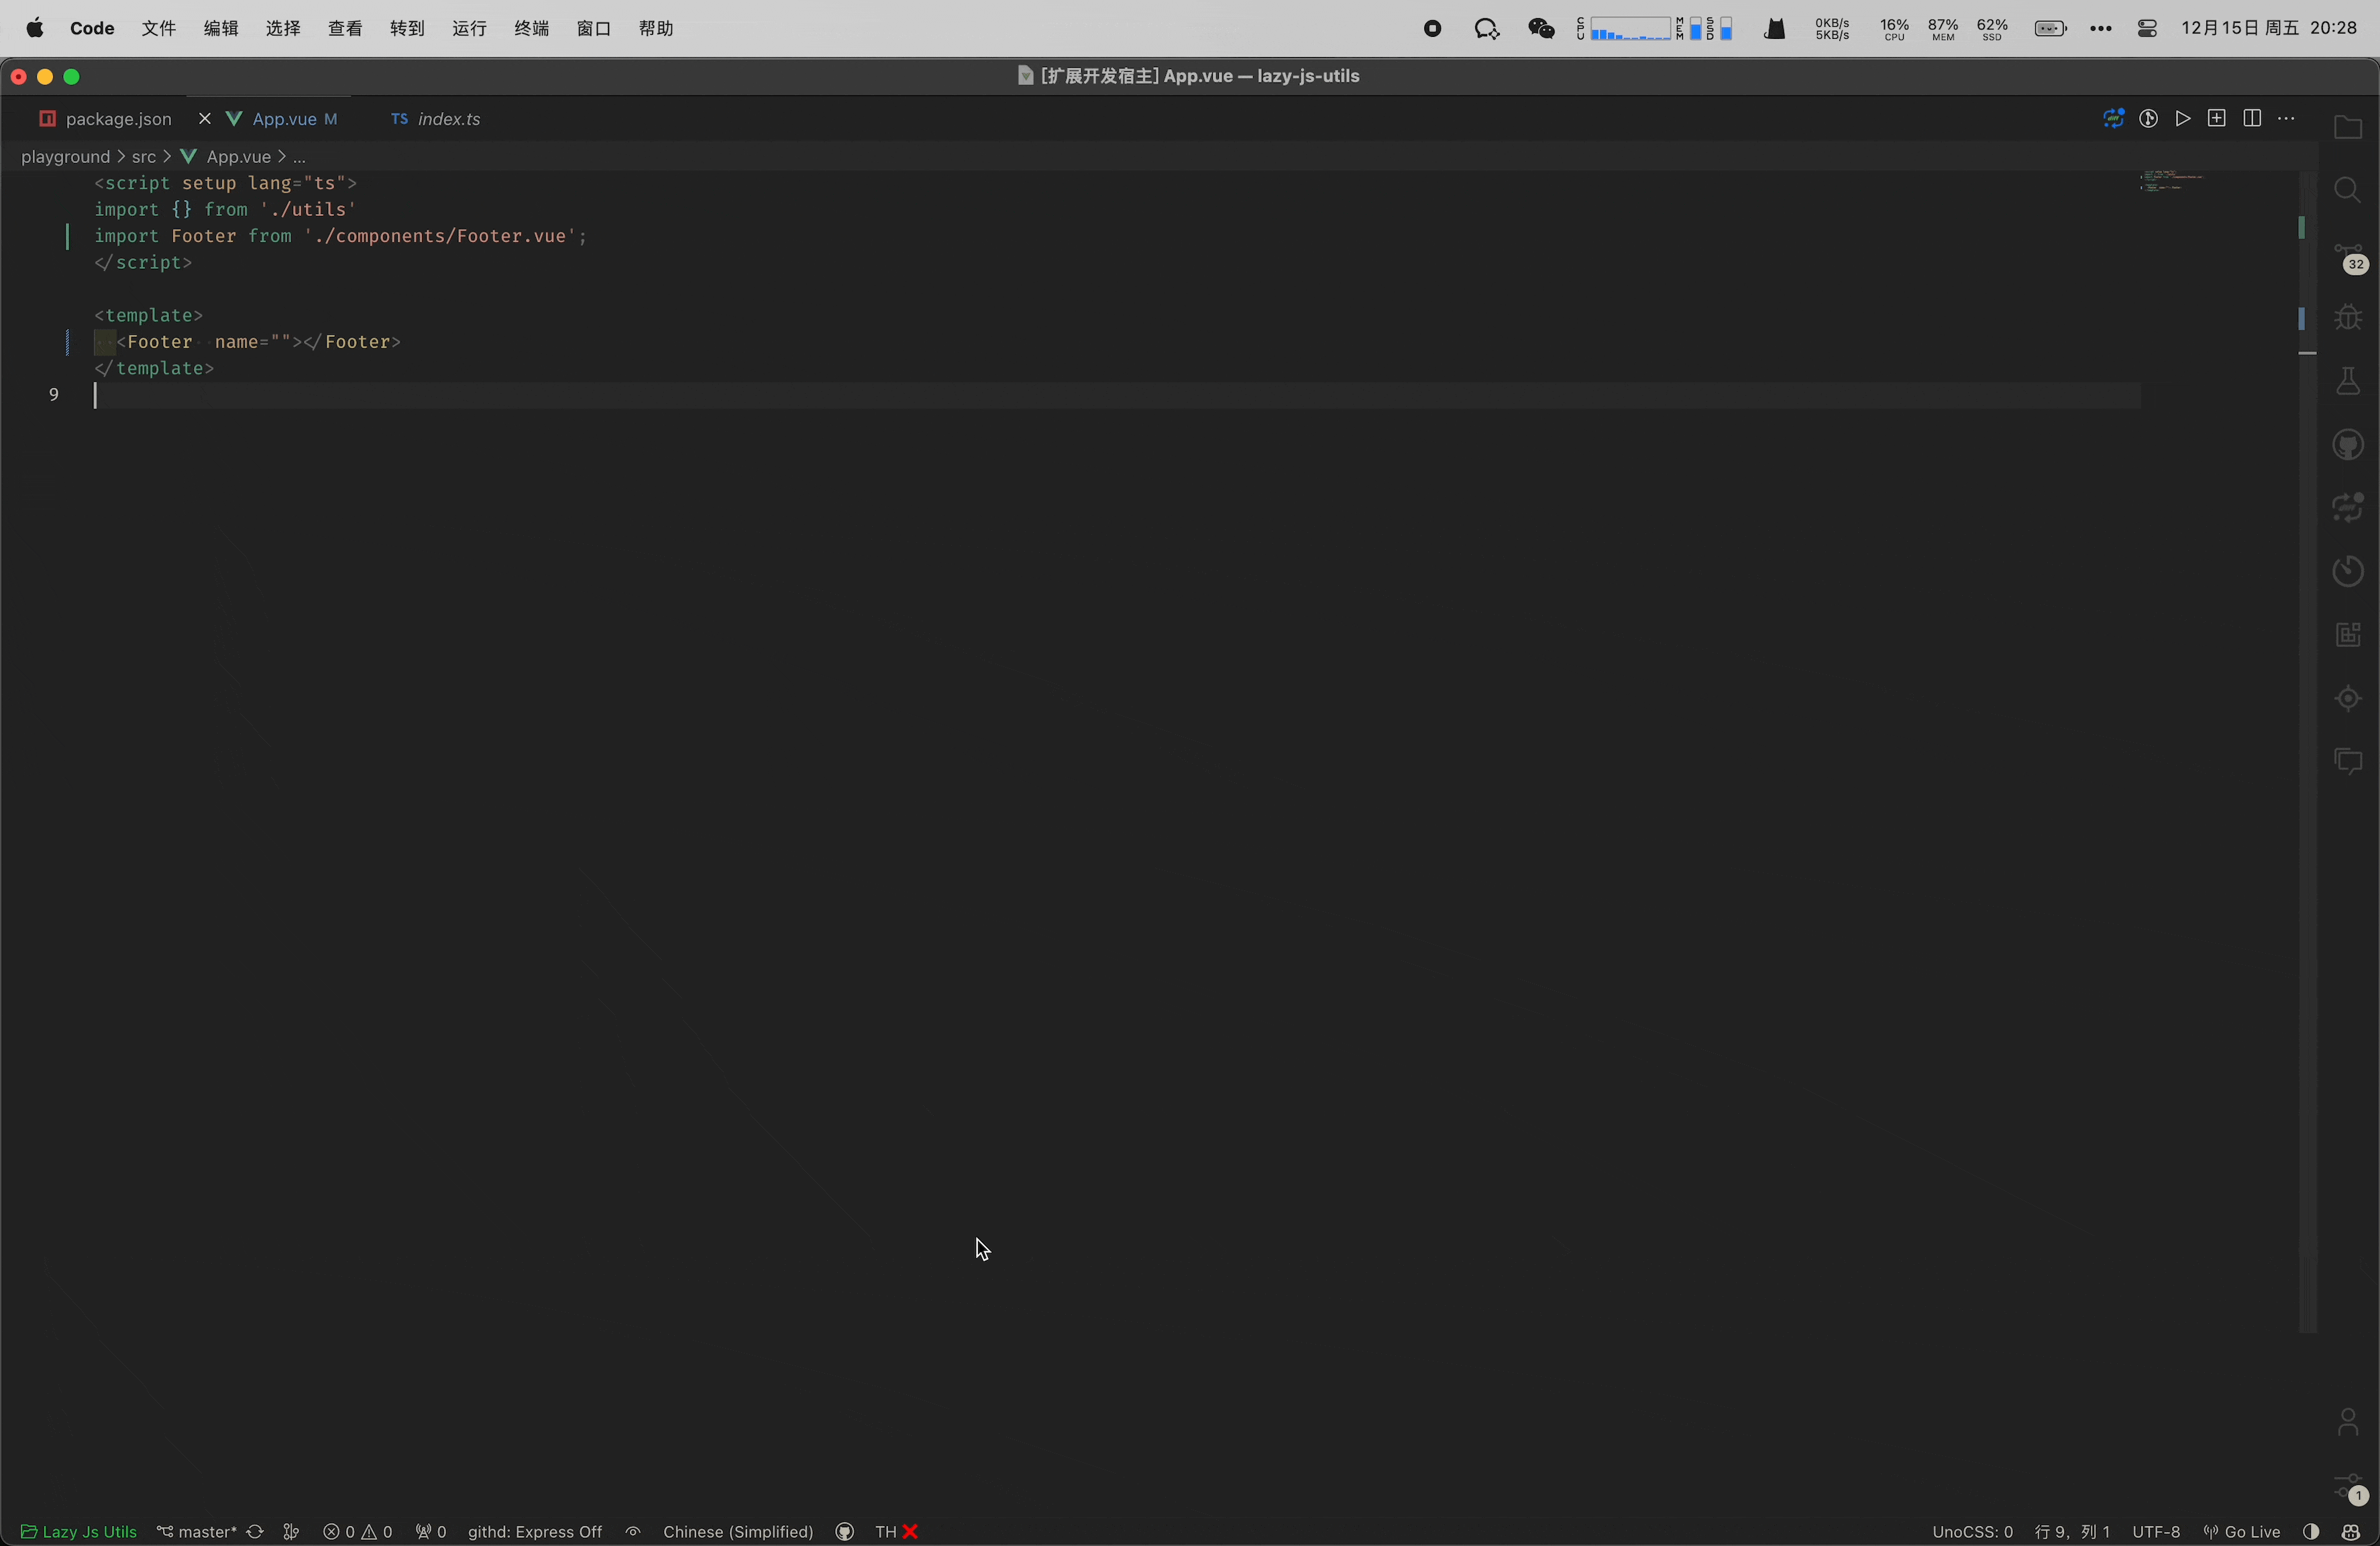 Code 文件 编辑 选择 查看 转到 运行 终端 窗口 帮助 CPU MEM SSD 0KB/s 5KB/s 16% CPU 87% MEM 62% SSD 12月15日 周五 20:28
[扩展开发宿主] App.vue — lazy-js-utils
package.json App.vue M TS index.ts
playground > src > App.vue > ...
<script setup lang="ts">
import {} from './utils'
import Footer from './components/Footer.vue';
</script>
<template>
<Footer name=""></Footer>
</template>
9
32
1
Lazy Js Utils master* 0 0 0 githd: Express Off Chinese (Simplified) TH UnoCSS: 0 行 9, 列 1 UTF-8 Go Live